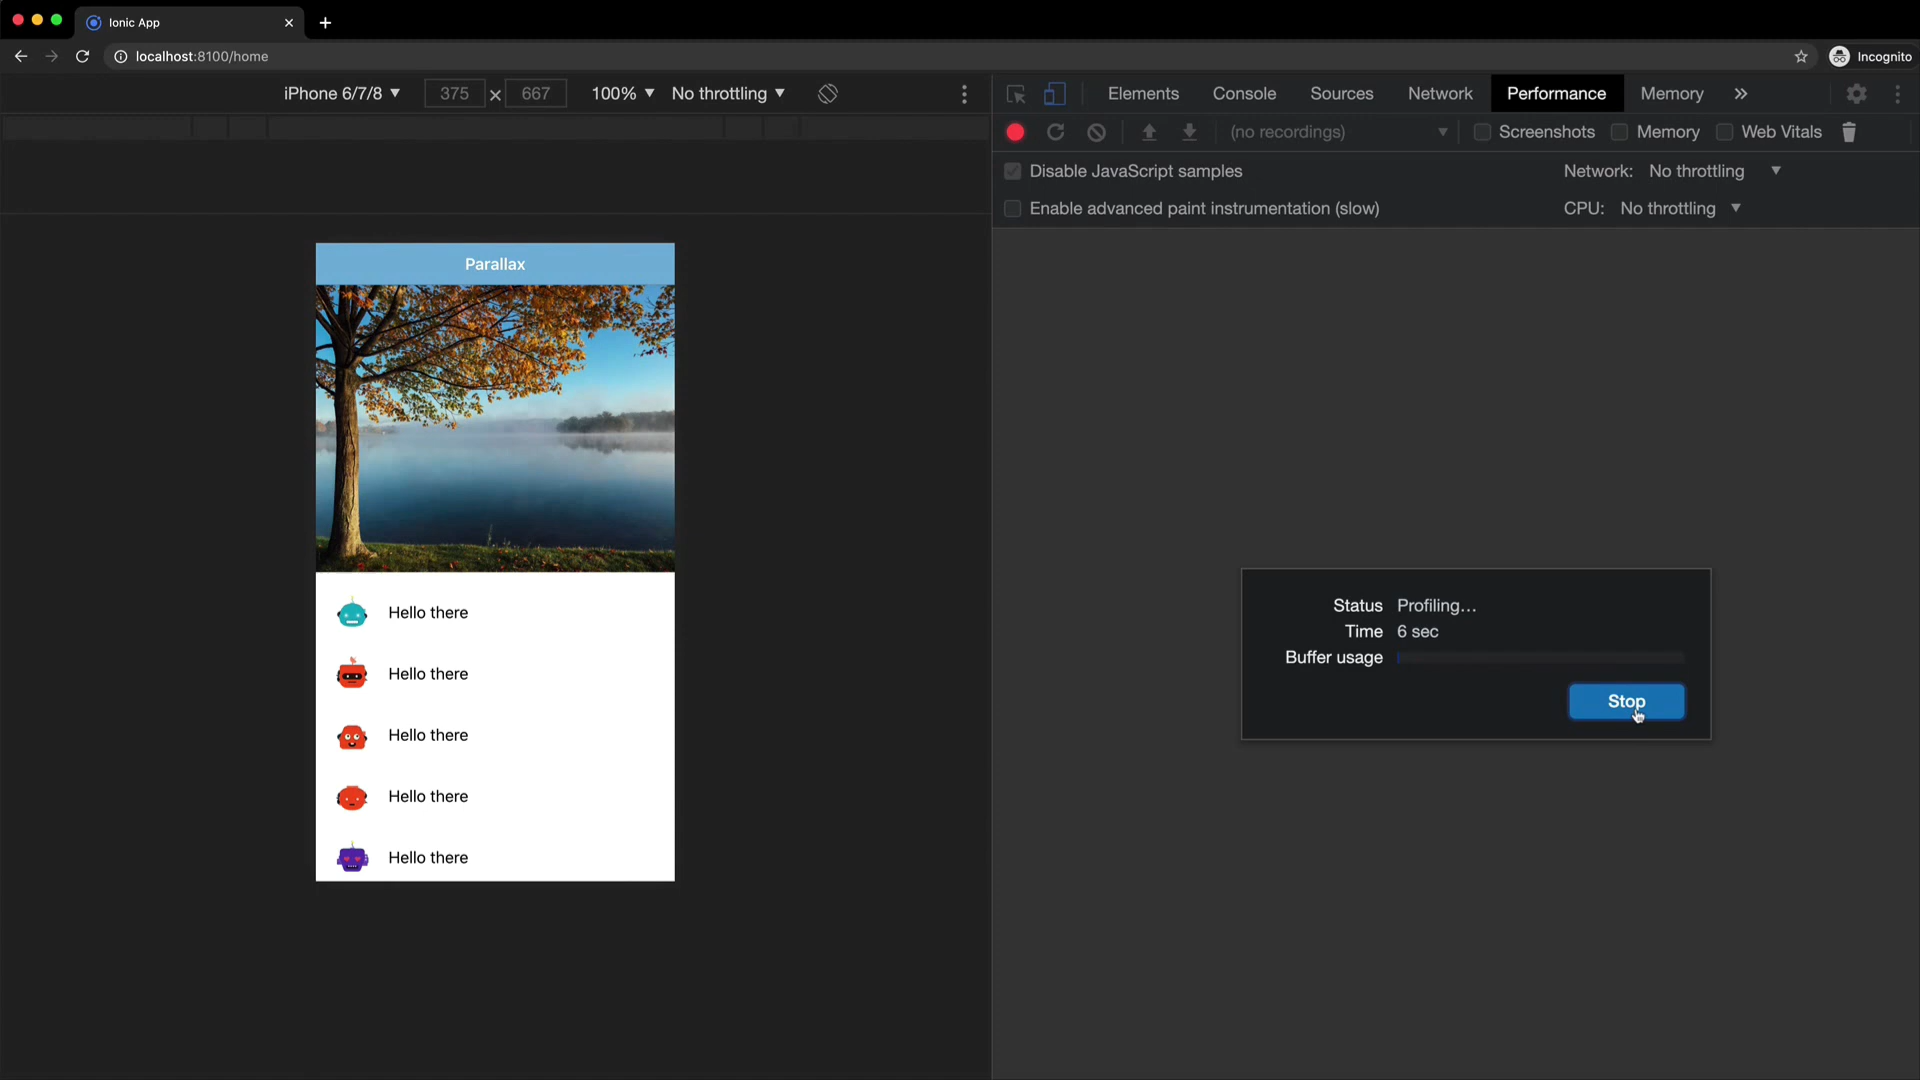 Ionic App
localhost:8100/home
Incognito
iPhone 6/7/8 ▼ 375 × 667 100% ▼ No throttling ▼
Elements Console Sources Network Performance Memory »
(no recordings) ▼ Screenshots Memory Web Vitals
Disable JavaScript samples Network: No throttling ▼
Enable advanced paint instrumentation (slow) CPU: No throttling ▼
Parallax
Hello there
Hello there
Hello there
Hello there
Hello there
Status Profiling…
Time 6 sec
Buffer usage
Stop